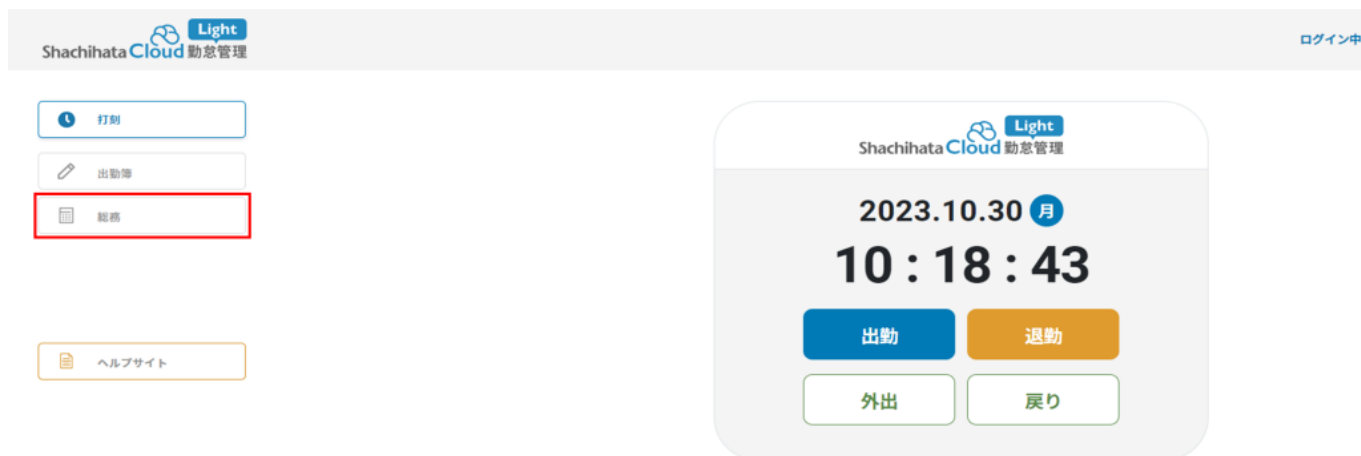 Light
Shachihata Cloud 勤怠管理
ログイン中
打刻
出勤簿
総務
ヘルプサイト
Light
Shachihata Cloud 勤怠管理
2023.10.30 月
10 : 18 : 43
出勤 退勤
外出 戻り